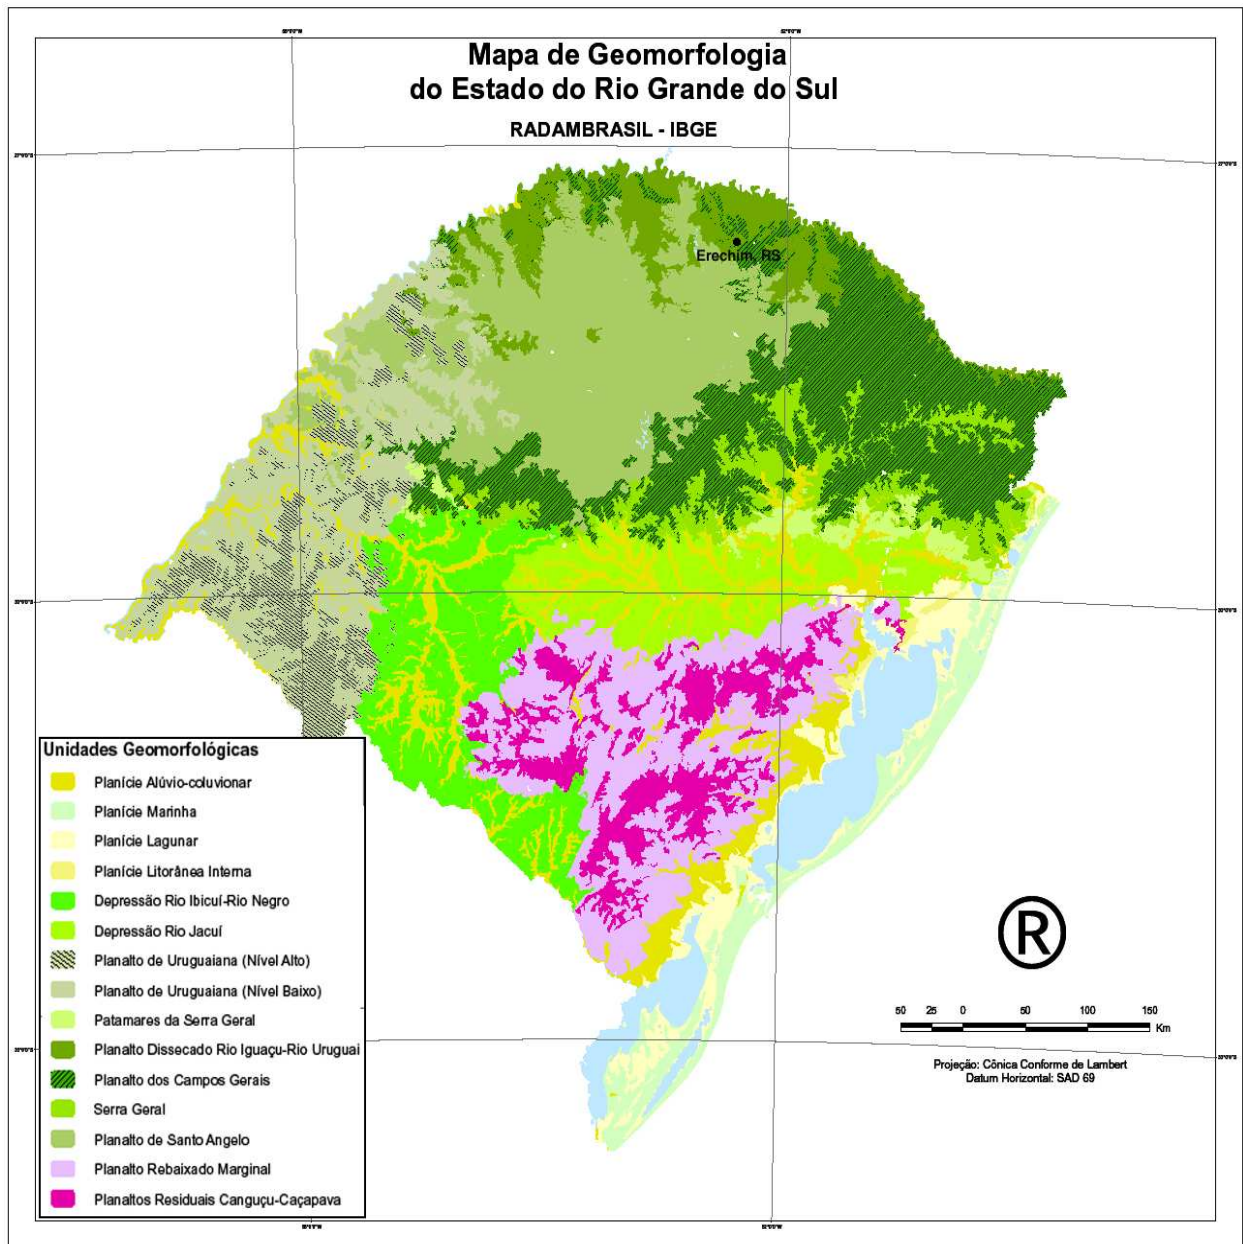 Mapa de Geomorfologia
do Estado do Rio Grande do Sul
RADAMBRASIL - IBGE
Erechim, RS
Unidades Geomorfológicas
Planície Alúvio-coluvionar
Planície Marinha
Planície Lagunar
Planície Litorânea Interna
Depressão Rio Ibicuí-Rio Negro
Depressão Rio Jacuí
Planalto de Uruguaiana (Nível Alto)
Planalto de Uruguaiana (Nível Baixo)
Patamares da Serra Geral
Planalto Dissecado Rio Iguaçu-Rio Uruguai
Planalto dos Campos Gerais
Serra Geral
Planalto de Santo Angelo
Planalto Rebaixado Marginal
Planaltos Residuais Canguçu-Caçapava
®
50 25 0 50 100 150
Km
Projeção: Cônica Conforme de Lambert
Datum Horizontal: SAD 69